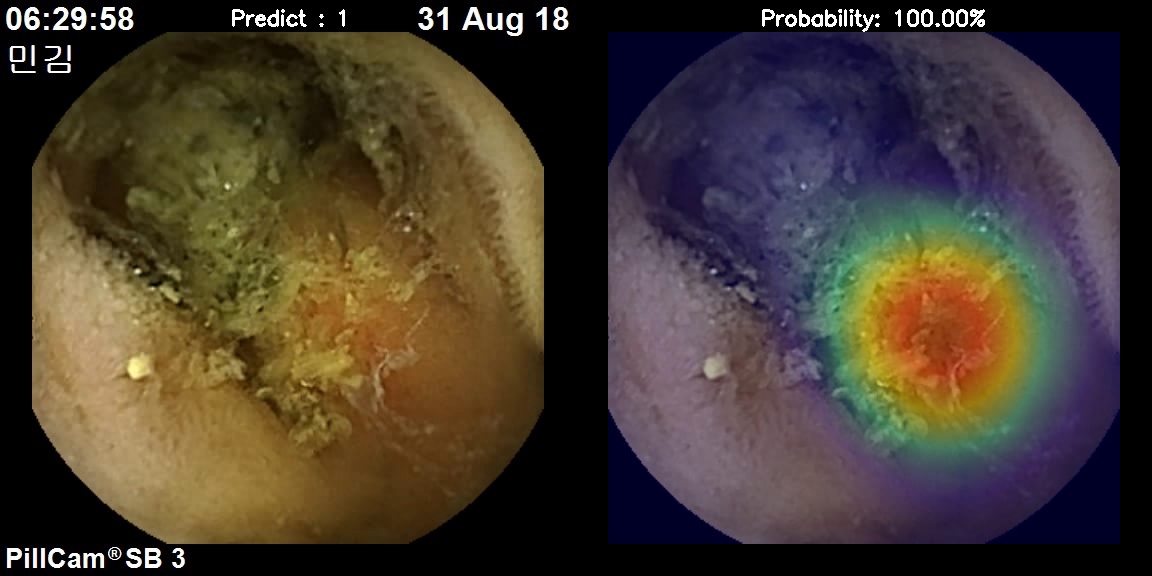 06:29:58 Predict : 1 31 Aug 18 Probability: 100.00%
민김
PillCam® SB 3